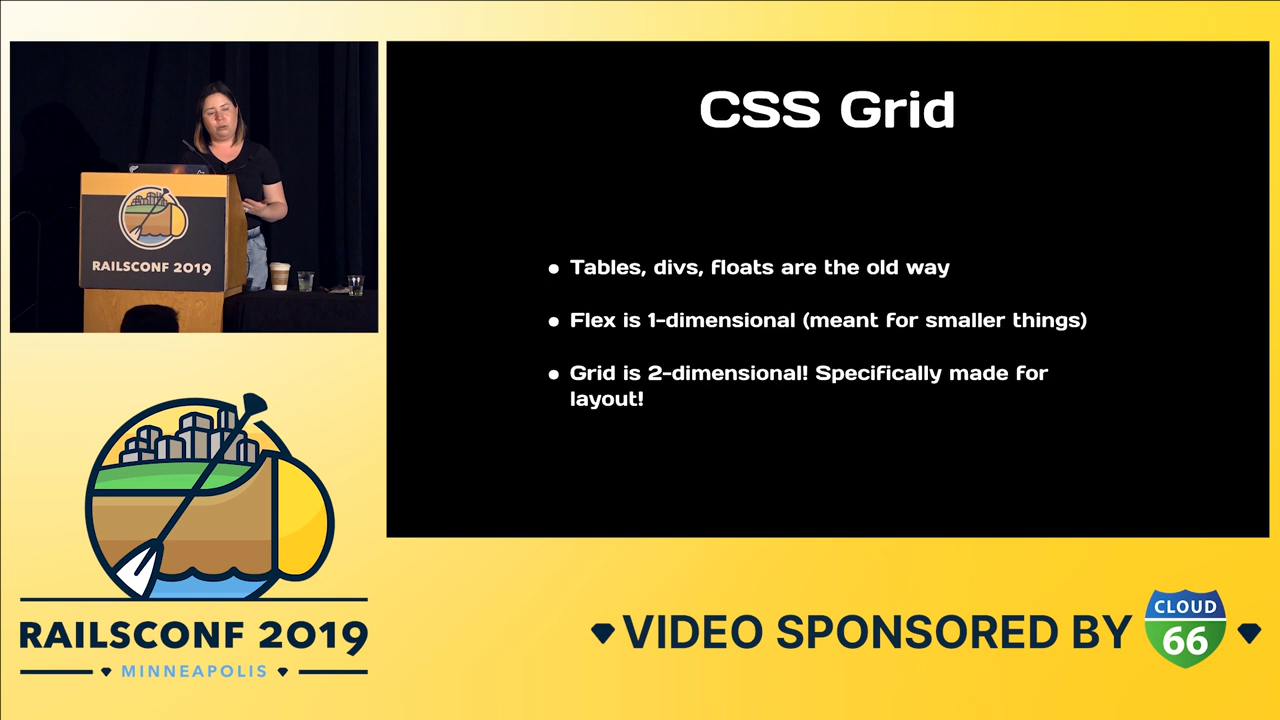 CSS Grid
• Tables, divs, floats are the old way
• Flex is 1-dimensional (meant for smaller things)
• Grid is 2-dimensional! Specifically made for
layout!
RAILSCONF 2019
RAILSCONF 2019
MINNEAPOLIS
VIDEO SPONSORED BY
CLOUD
66